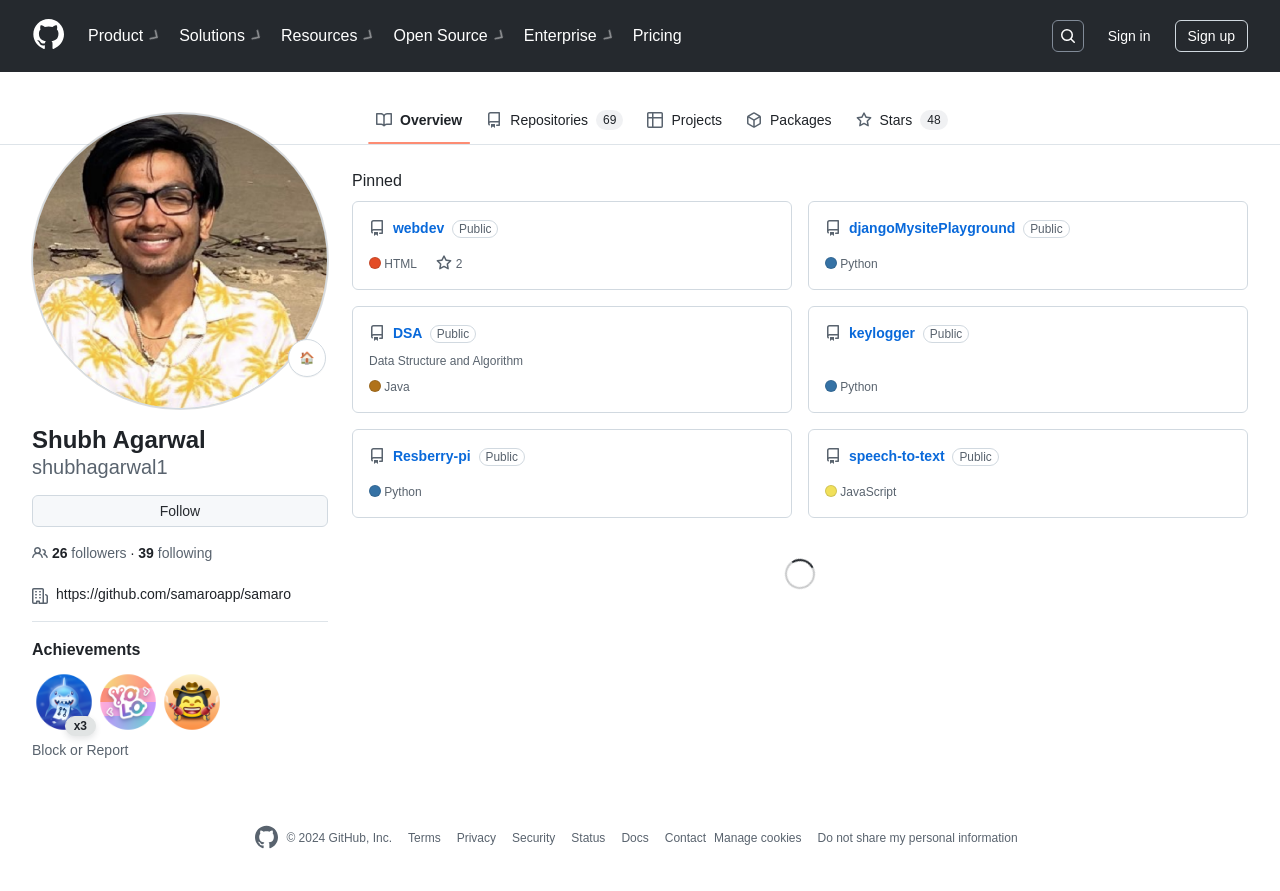 Product Solutions Resources Open Source Enterprise Pricing Sign in Sign up
Overview Repositories 69 Projects Packages Stars 48
Pinned
webdev Public
HTML 2
djangoMysitePlayground Public
Python
DSA Public
Data Structure and Algorithm
Java
keylogger Public
Python
Resberry-pi Public
Python
speech-to-text Public
JavaScript
Shubh Agarwal
shubhagarwal1
Follow
26 followers · 39 following
https://github.com/samaroapp/samaro
Achievements
x3
YOLO
Block or Report
© 2024 GitHub, Inc. Terms Privacy Security Status Docs Contact Manage cookies Do not share my personal information